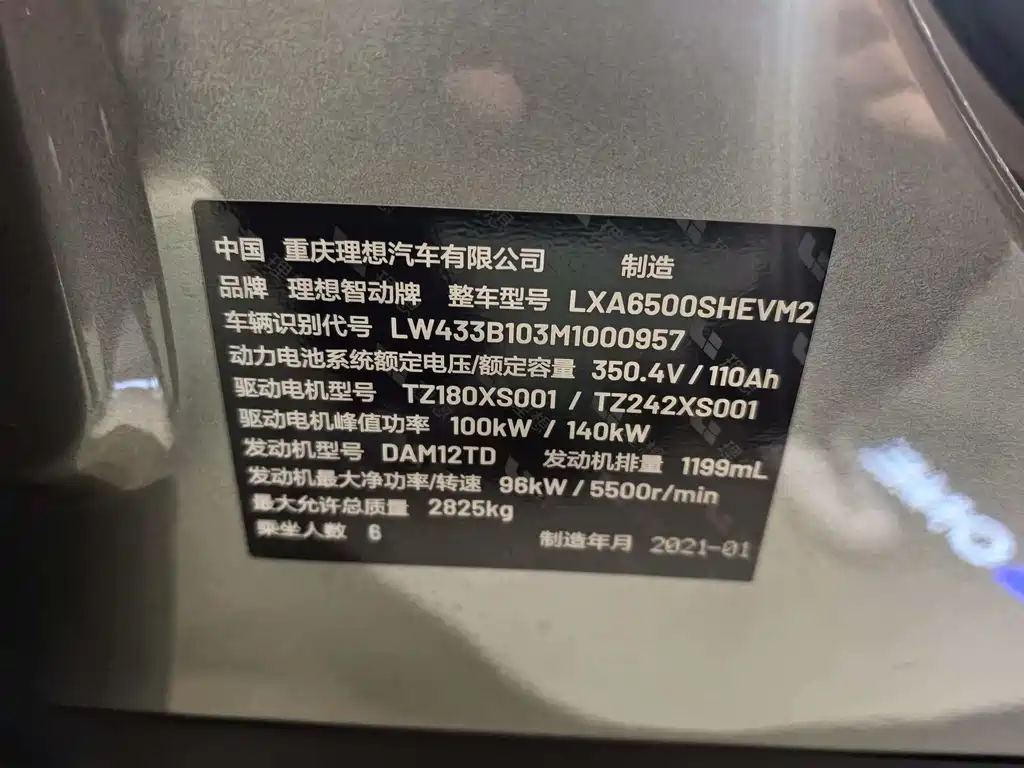 中国 重庆理想汽车有限公司 制造
品牌 理想智动牌 整车型号 LXA6500SHEVM2
车辆识别代号 LW433B103M1000957
动力电池系统额定电压/额定容量 350.4V / 110Ah
驱动电机型号 TZ180XS001 / TZ242XS001
驱动电机峰值功率 100kW / 140kW
发动机型号 DAM12TD 发动机排量 1199mL
发动机最大净功率/转速 96kW / 5500r/min
最大允许总质量 2825kg
乘坐人数 6 制造年月 2021-01